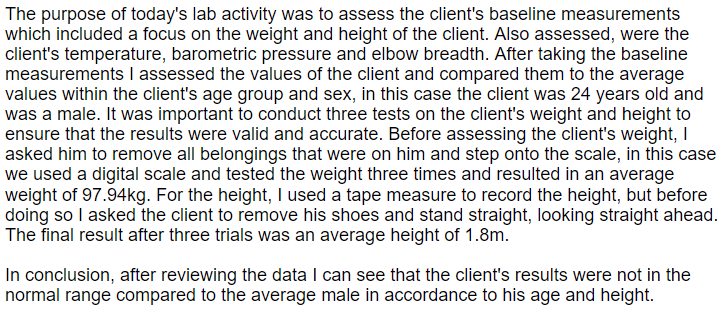 The purpose of today's lab activity was to assess the client's baseline measurements
which included a focus on the weight and height of the client. Also assessed, were the
client's temperature, barometric pressure and elbow breadth. After taking the baseline
measurements I assessed the values of the client and compared them to the average
values within the client's age group and sex, in this case the client was 24 years old and
was a male. It was important to conduct three tests on the client's weight and height to
ensure that the results were valid and accurate. Before assessing the client's weight, I
asked him to remove all belongings that were on him and step onto the scale, in this case
we used a digital scale and tested the weight three times and resulted in an average
weight of 97.94kg. For the height, I used a tape measure to record the height, but before
doing so I asked the client to remove his shoes and stand straight, looking straight ahead.
The final result after three trials was an average height of 1.8m.

In conclusion, after reviewing the data I can see that the client's results were not in the
normal range compared to the average male in accordance to his age and height.